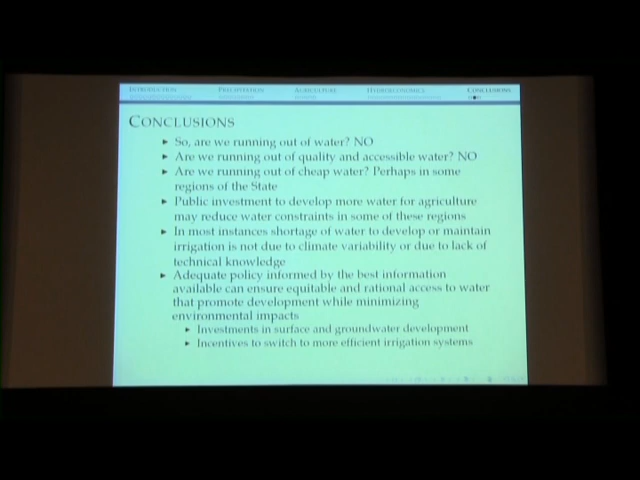 INTRODUCTION PRECIPITATION AGRICULTURE HYDROECONOMICS CONCLUSIONS
CONCLUSIONS
So, are we running out of water? NO
Are we running out of quality and accessible water? NO
Are we running out of cheap water? Perhaps in some
regions of the State
Public investment to develop more water for agriculture
may reduce water constraints in some of these regions
In most instances shortage of water to develop or maintain
irrigation is not due to climate variability or due to lack of
technical knowledge
Adequate policy informed by the best information
available can ensure equitable and rational access to water
that promote development while minimizing
environmental impacts
Investments in surface and groundwater development
Incentives to switch to more efficient irrigation systems